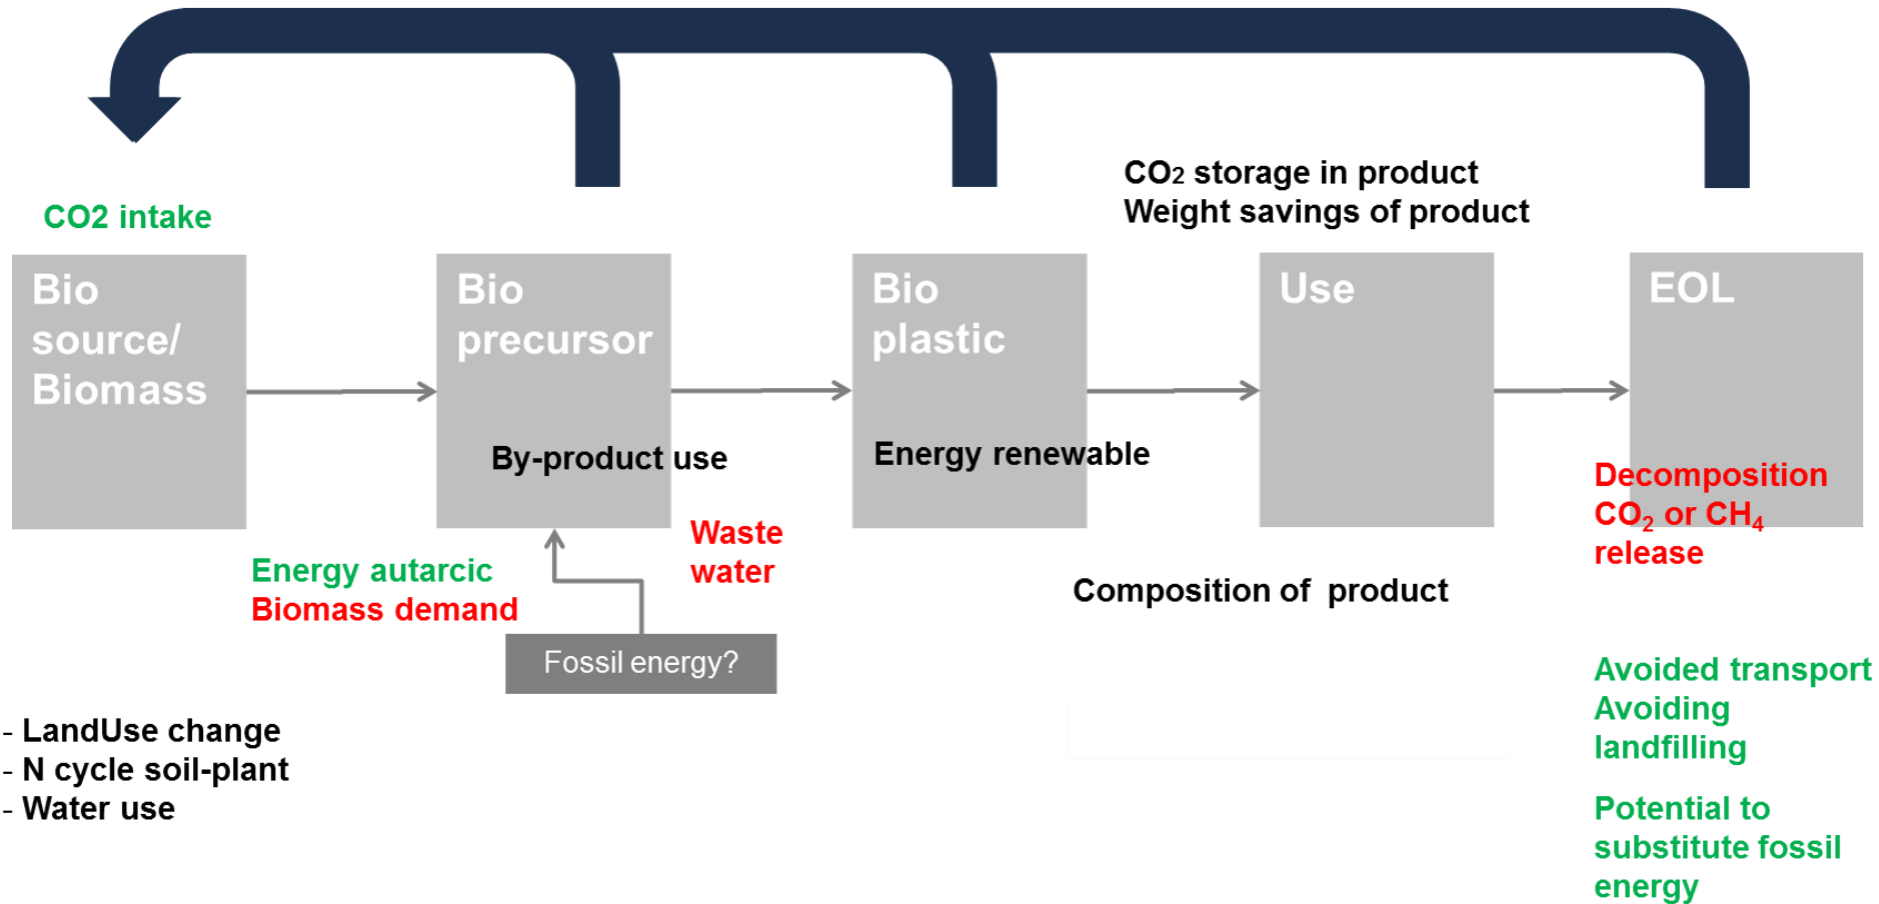 CO2 intake
CO2 storage in product
Weight savings of product
Bio
source/
Biomass
Bio
precursor
Bio
plastic
Use
EOL
By-product use
Energy renewable
Decomposition
CO2 or CH4
release
Waste
water
Energy autarcic
Biomass demand
Composition of product
Fossil energy?
- LandUse change
- N cycle soil-plant
- Water use
Avoided transport
Avoiding
landfilling
Potential to
substitute fossil
energy